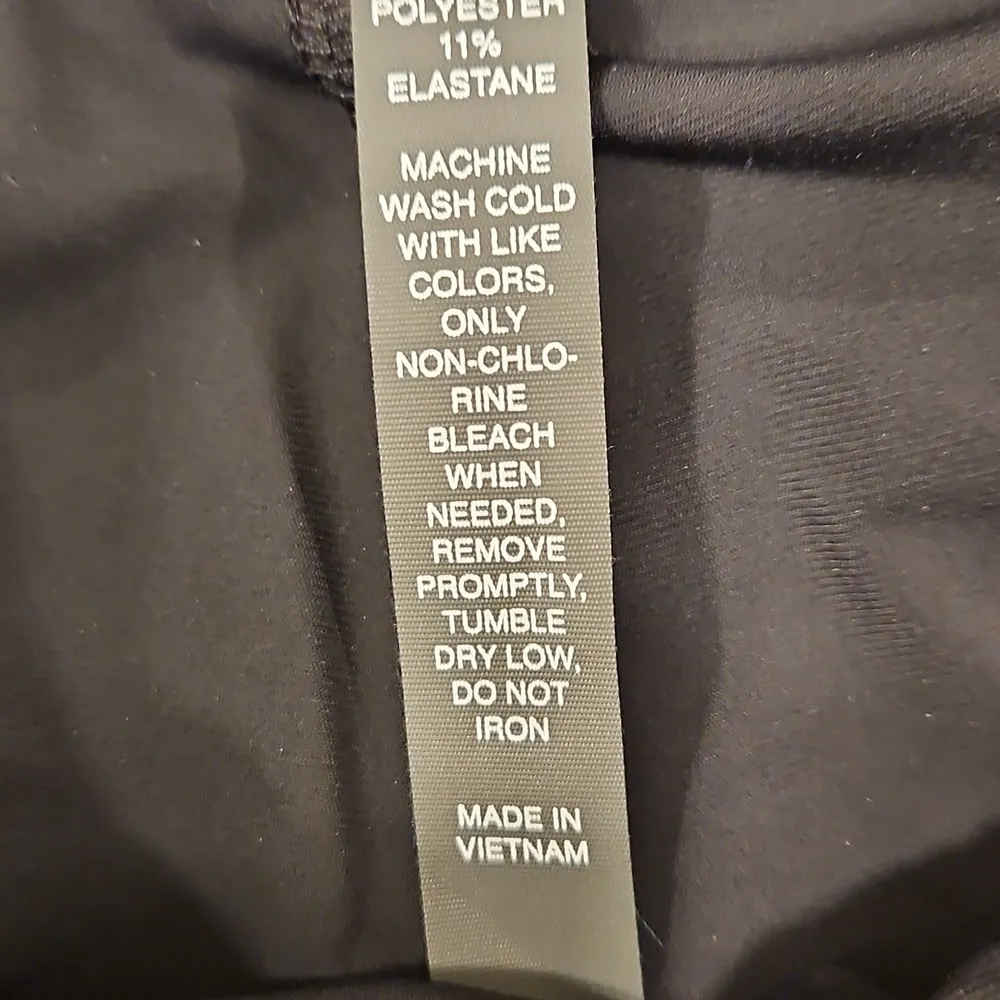 POLYESTER
11%
ELASTANE
MACHINE
WASH COLD
WITH LIKE
COLORS,
ONLY
NON-CHLO-
RINE
BLEACH
WHEN
NEEDED,
REMOVE
PROMPTLY,
TUMBLE
DRY LOW,
DO NOT
IRON
MADE IN
VIETNAM